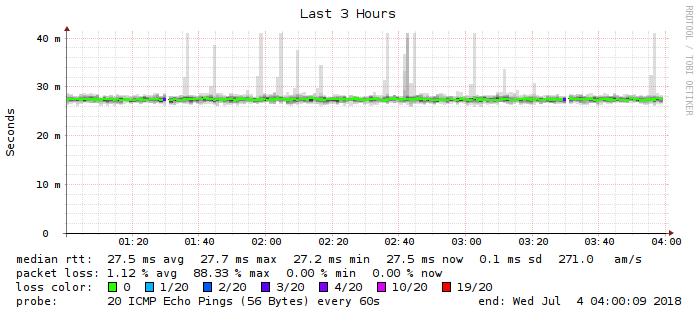 Last 3 Hours
RRDTOOL / TOBI OETIKER
Seconds
40 m
30 m
20 m
10 m
0
01:20 01:40 02:00 02:20 02:40 03:00 03:20 03:40 04:00
median rtt: 27.5 ms avg 27.7 ms max 27.2 ms min 27.5 ms now 0.1 ms sd 271.0 am/s
packet loss: 1.12 % avg 88.33 % max 0.00 % min 0.00 % now
loss color: 0 1/20 2/20 3/20 4/20 10/20 19/20
probe: 20 ICMP Echo Pings (56 Bytes) every 60s end: Wed Jul 4 04:00:09 2018